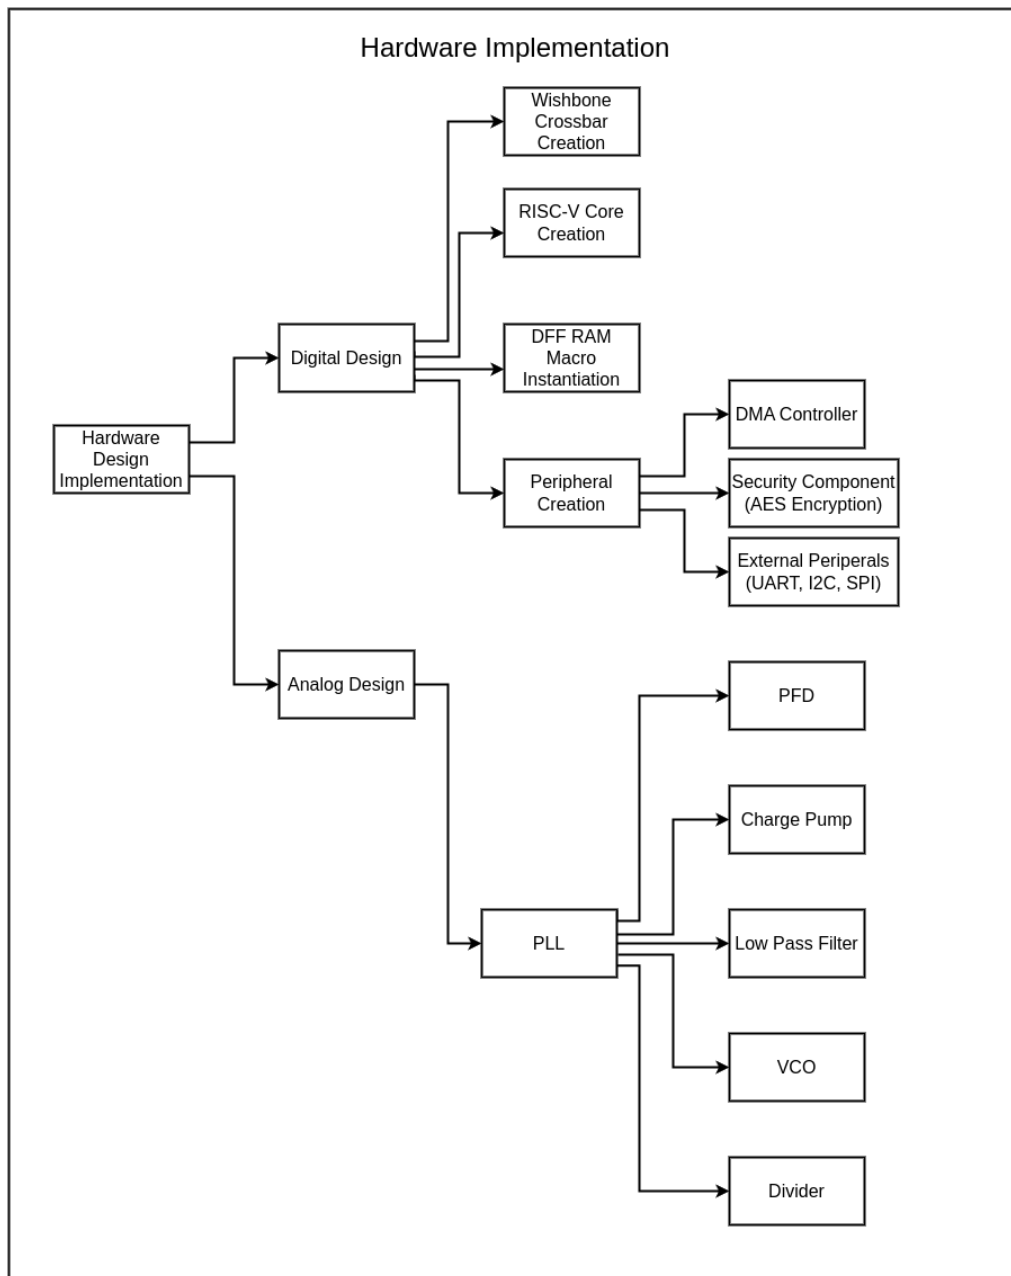 Hardware Implementation
Wishbone
Crossbar
Creation
RISC-V Core
Creation
Digital Design
DFF RAM
Macro
Instantiation
DMA Controller
Hardware
Design
Implementation
Peripheral
Creation
Security Component
(AES Encryption)
External Periperals
(UART, I2C, SPI)
Analog Design
PFD
Charge Pump
PLL
Low Pass Filter
VCO
Divider